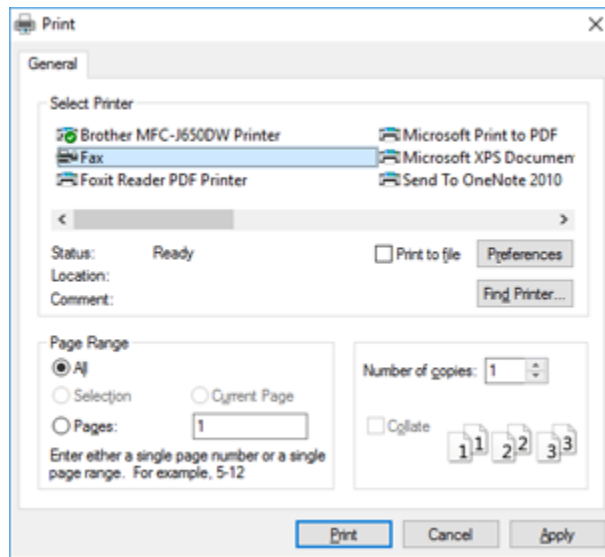 Print
General
Select Printer
Brother MFC-J650DW Printer
Microsoft Print to PDF
Fax
Microsoft XPS Documen
Foxit Reader PDF Printer
Send To OneNote 2010
Status: Ready
Print to file
Preferences
Location:
Comment:
Find Printer...
Page Range
All
Selection
Current Page
Pages: 1
Enter either a single page number or a single
page range. For example, 5-12
Number of copies: 1
Collate
1 1 2 2 3 3
Print Cancel Apply